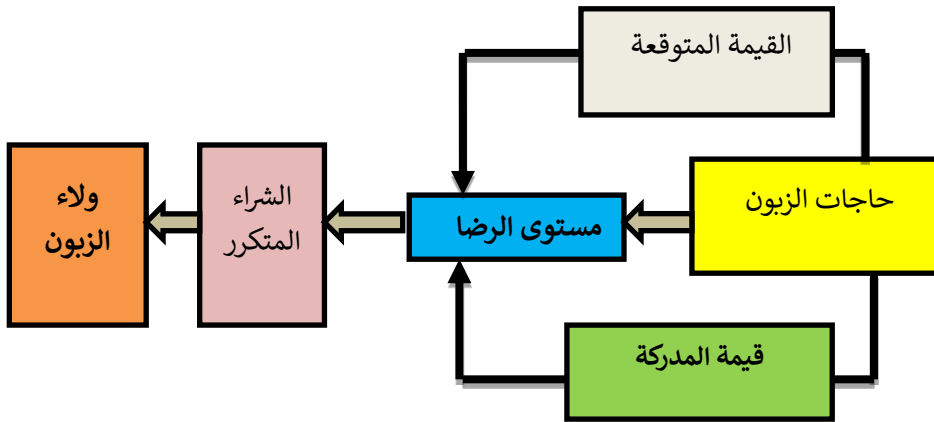 القيمة المتوقعة
حاجات الزبون
مستوى الرضا
الشراء
المتكرر
ولاء
الزبون
قيمة المدركة